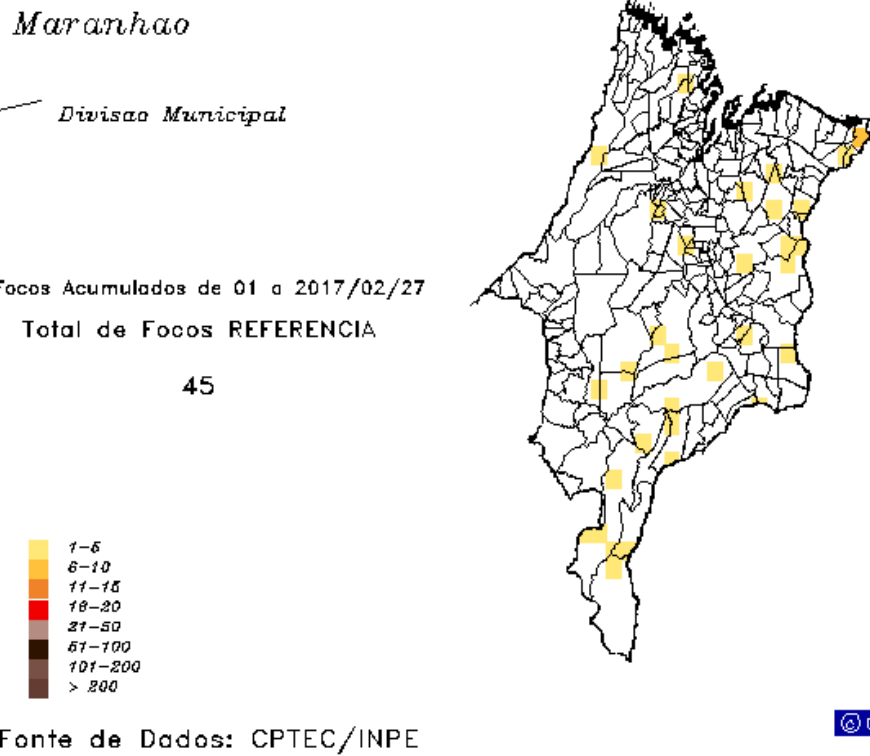 Maranhao
Divisao Municipal
Focos Acumulados de 01 a 2017/02/27
Total de Focos REFERENCIA
45
1-5
6-10
11-15
16-20
21-50
51-100
101-200
> 200
Fonte de Dados: CPTEC/INPE
©